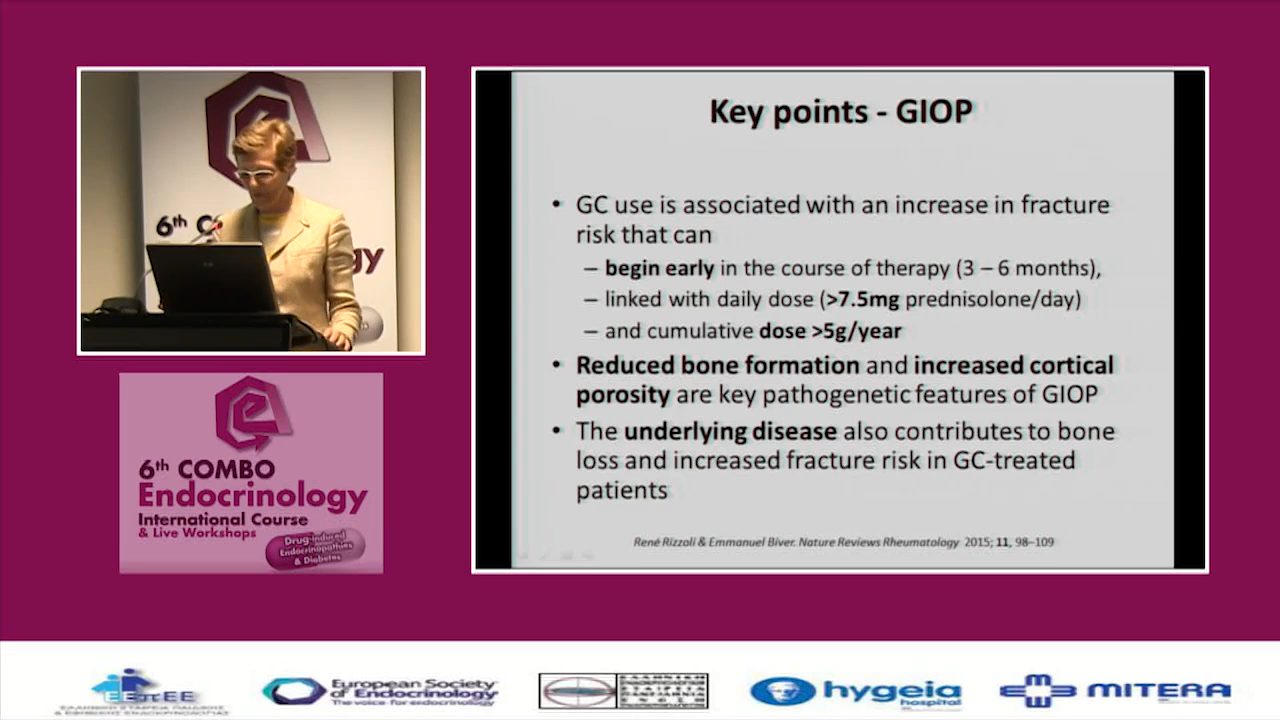 6th C
gy
6th COMBO
Endocrinology
International Course
& Live Workshops
Drug-induced
Endocrinopathies
& Diabetes
Key points - GIOP
• GC use is associated with an increase in fracture
risk that can
– begin early in the course of therapy (3 – 6 months),
– linked with daily dose (>7.5mg prednisolone/day)
– and cumulative dose >5g/year
• Reduced bone formation and increased cortical
porosity are key pathogenetic features of GIOP
• The underlying disease also contributes to bone
loss and increased fracture risk in GC-treated
patients
René Rizzoli & Emmanuel Biver. Nature Reviews Rheumatology 2015; 11, 98–109
European Society
of Endocrinology
The voice for endocrinology
hygeia
hospital
MITERA